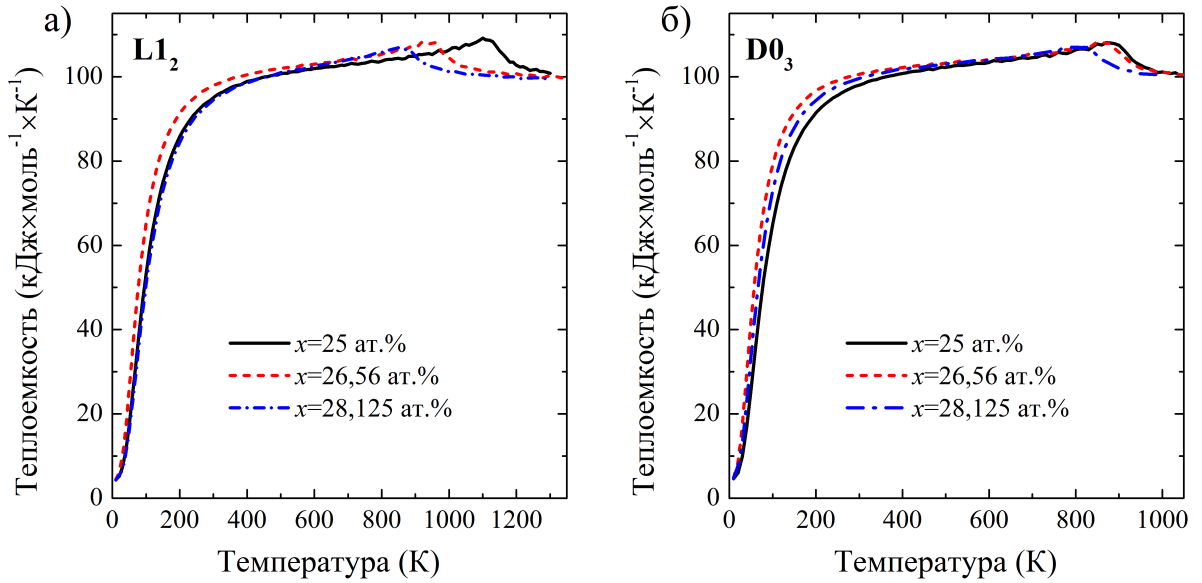 а)
L1₂
Теплоемкость (кДж×моль⁻¹×К⁻¹)
100
80
60
40
20
0
x=25 ат.%
x=26,56 ат.%
x=28,125 ат.%
0 200 400 600 800 1000 1200
Температура (К)
б)
D0₃
Теплоемкость (кДж×моль⁻¹×К⁻¹)
100
80
60
40
20
0
x=25 ат.%
x=26,56 ат.%
x=28,125 ат.%
0 200 400 600 800 1000
Температура (К)